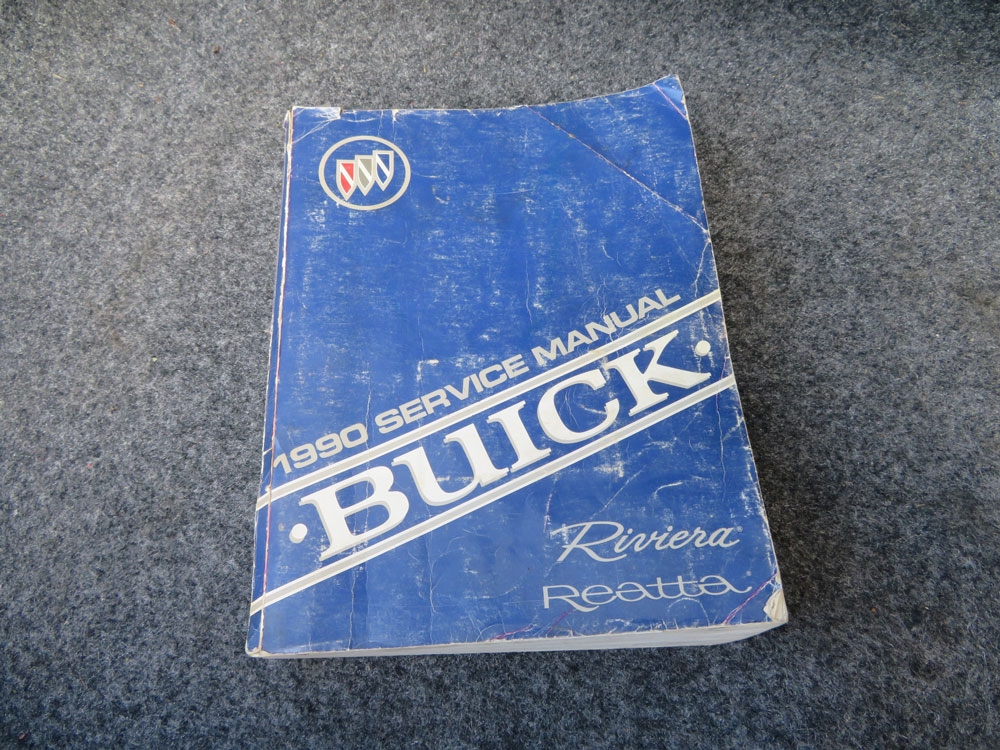 1990 SERVICE MANUAL
·BUICK·
Riviera
Reatta